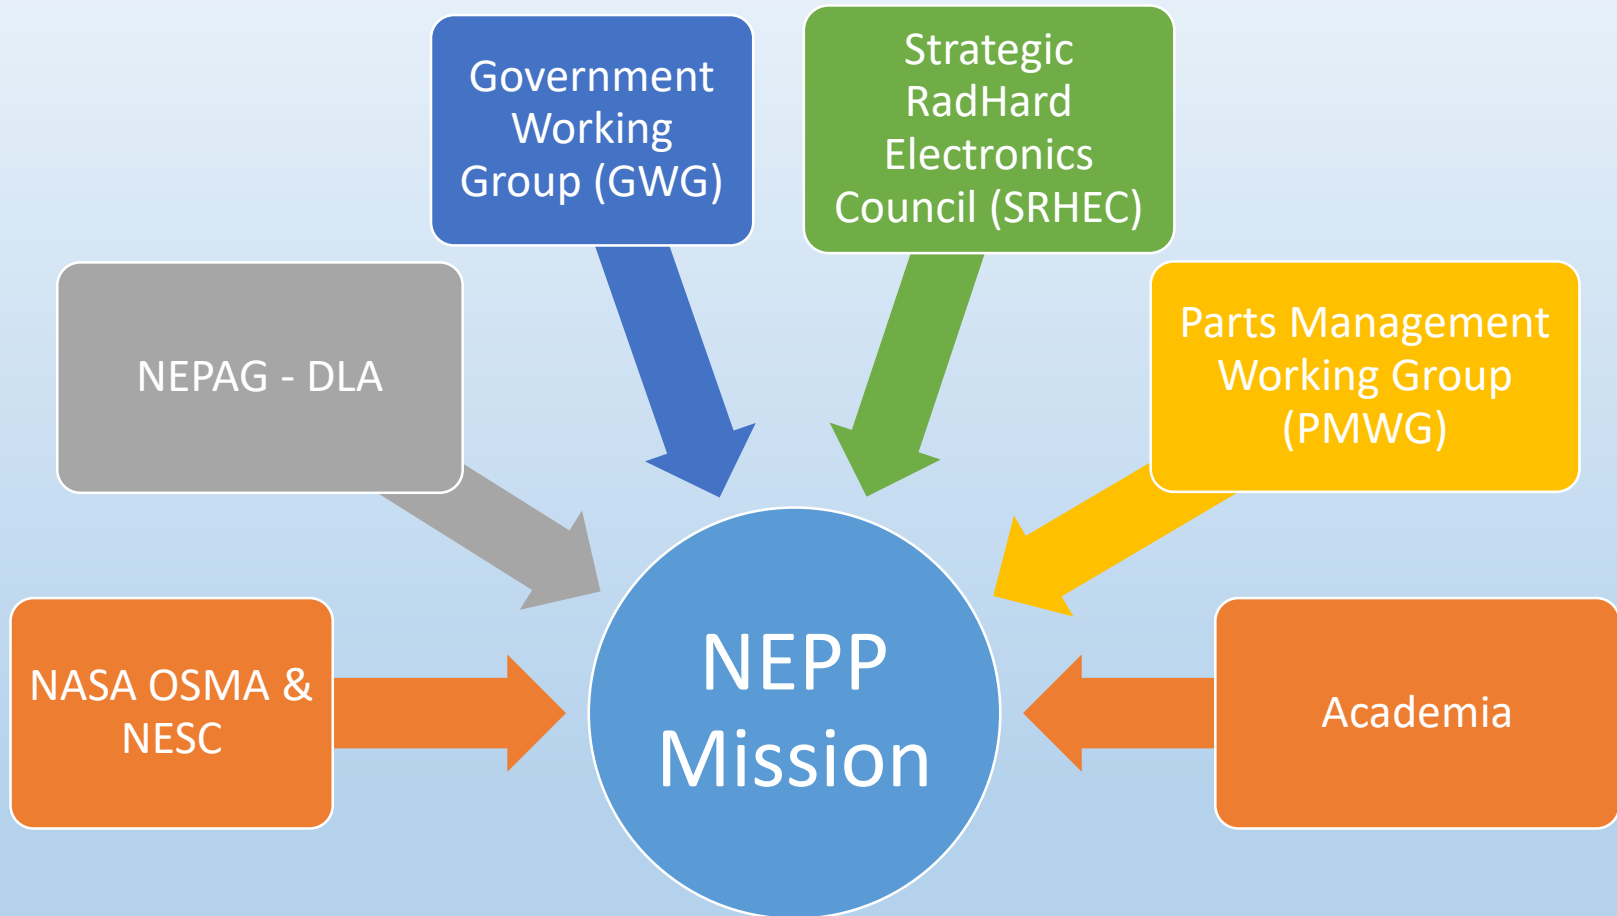 Government
Working
Group (GWG)
Strategic
RadHard
Electronics
Council (SRHEC)
NEPAG - DLA
Parts Management
Working Group
(PMWG)
NASA OSMA &
NESC
NEPP
Mission
Academia